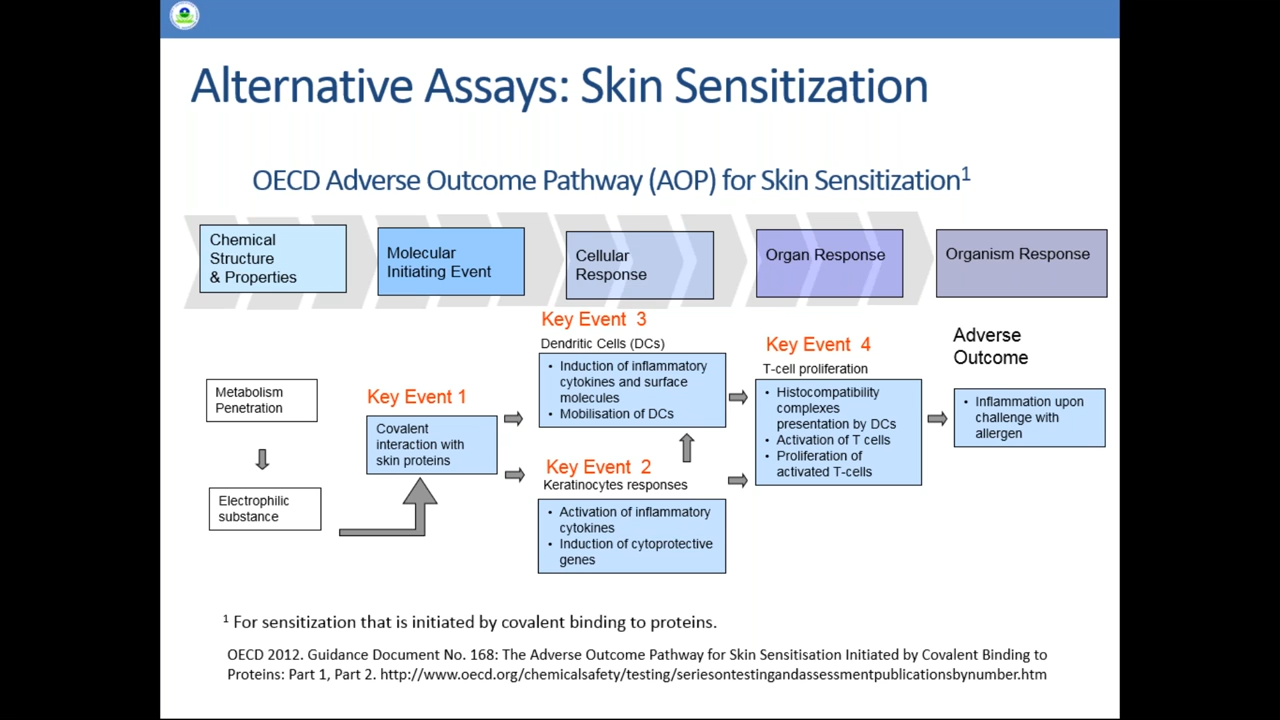 Alternative Assays: Skin Sensitization
OECD Adverse Outcome Pathway (AOP) for Skin Sensitization1
Chemical
Structure
& Properties
Molecular
Initiating Event
Cellular
Response
Organ Response
Organism Response
Metabolism
Penetration
Electrophilic
substance
Key Event 1
Covalent
interaction with
skin proteins
Key Event 3
Dendritic Cells (DCs)
• Induction of inflammatory
cytokines and surface
molecules
• Mobilisation of DCs
Key Event 2
Keratinocytes responses
• Activation of inflammatory
cytokines
• Induction of cytoprotective
genes
Key Event 4
T-cell proliferation
• Histocompatibility
complexes
presentation by DCs
• Activation of T cells
• Proliferation of
activated T-cells
Adverse
Outcome
• Inflammation upon
challenge with
allergen
1 For sensitization that is initiated by covalent binding to proteins.
OECD 2012. Guidance Document No. 168: The Adverse Outcome Pathway for Skin Sensitisation Initiated by Covalent Binding to
Proteins: Part 1, Part 2. http://www.oecd.org/chemicalsafety/testing/seriesontestingandassessmentpublicationsbynumber.htm